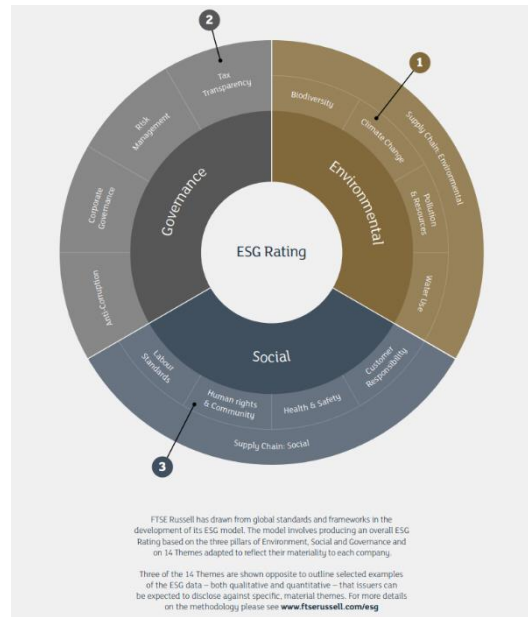 2
1
Tax
Transparency
Risk
Management
Corporate
Governance
Anti-Corruption
Governance
Biodiversity
Climate Change
Supply Chain: Environmental
Pollution
& Resources
Water Use
Environmental
ESG Rating
Social
Labour
Standards
Human rights
& Community
Health & Safety
Customer
Responsibility
Supply Chain: Social
3
FTSE Russell has drawn from global standards and frameworks in the
development of its ESG model. The model involves producing an overall ESG
Rating based on the three pillars of Environment, Social and Governance and
on 14 Themes adapted to reflect their materiality to each company.
Three of the 14 Themes are shown opposite to outline selected examples
of the ESG data – both qualitative and quantitative – that issuers can
be expected to disclose against specific, material themes. For more details
on the methodology please see www.ftserussell.com/esg